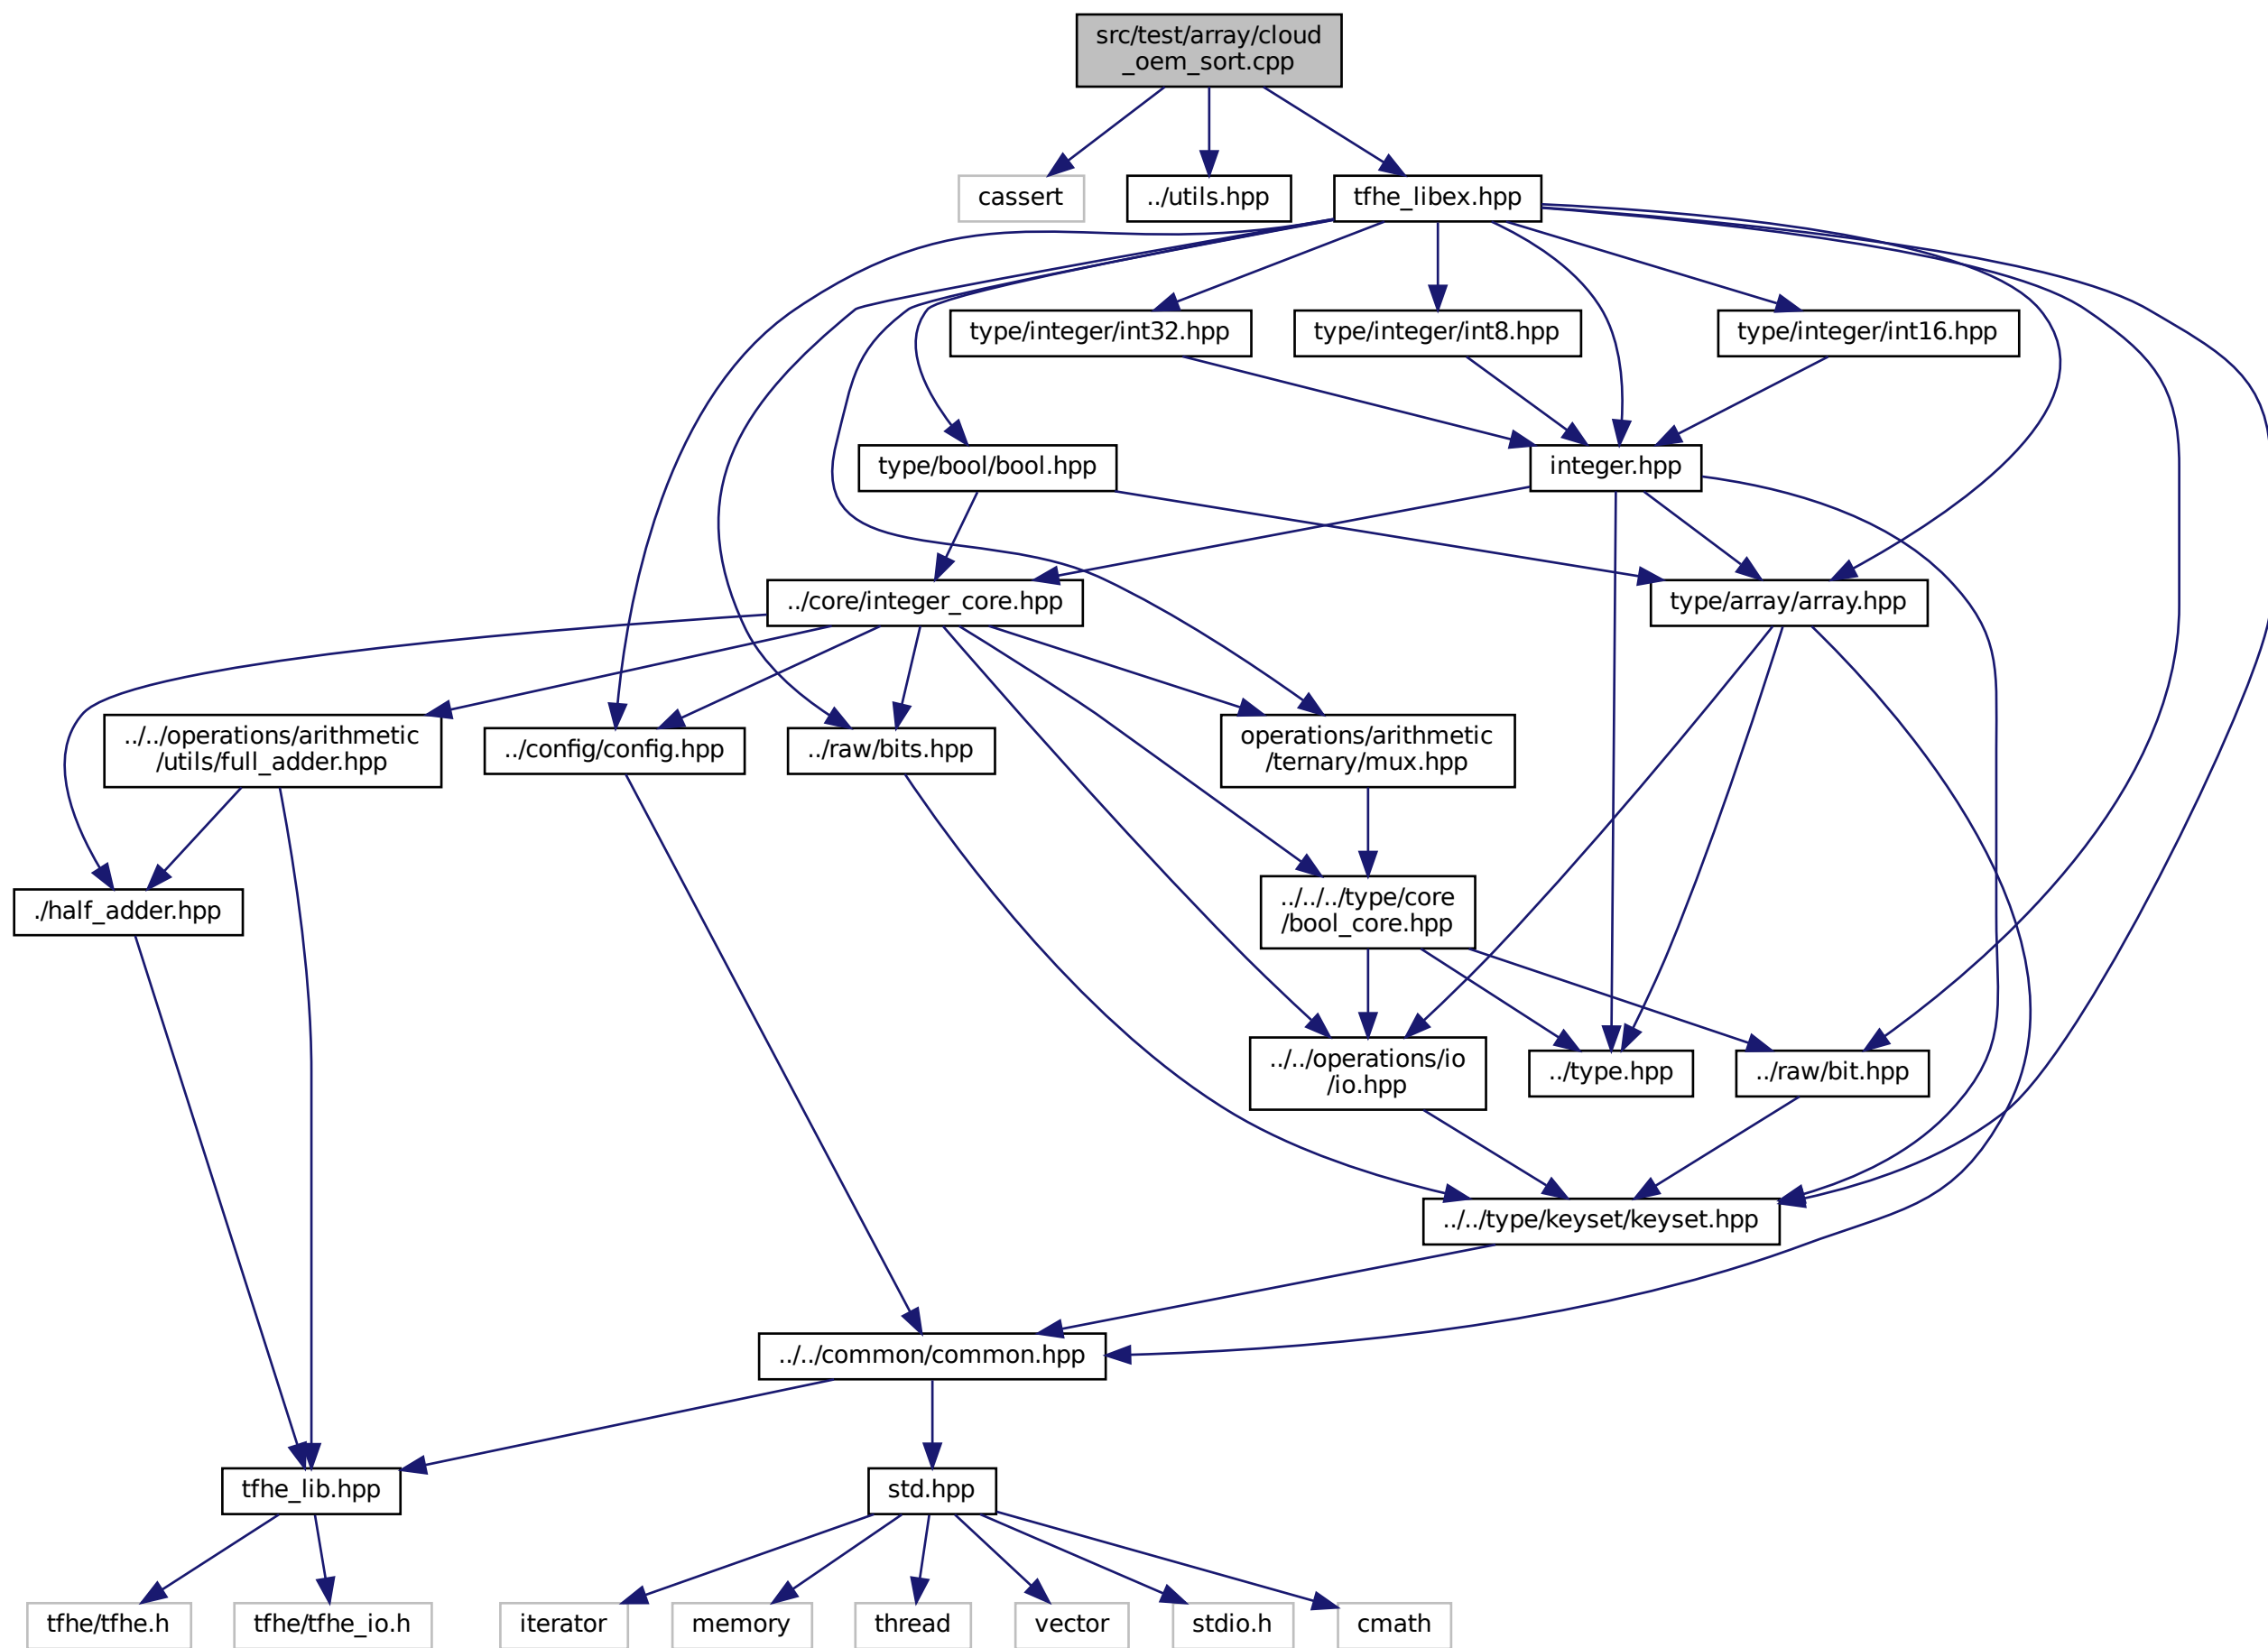 src/test/array/cloud
_oem_sort.cpp
cassert
../utils.hpp
tfhe_libex.hpp
type/integer/int32.hpp
type/integer/int8.hpp
type/integer/int16.hpp
type/bool/bool.hpp
integer.hpp
../core/integer_core.hpp
type/array/array.hpp
../../operations/arithmetic
/utils/full_adder.hpp
../config/config.hpp
../raw/bits.hpp
operations/arithmetic
/ternary/mux.hpp
./half_adder.hpp
../../../type/core
/bool_core.hpp
../../operations/io
/io.hpp
../type.hpp
../raw/bit.hpp
../../type/keyset/keyset.hpp
../../common/common.hpp
tfhe_lib.hpp
std.hpp
tfhe/tfhe.h
tfhe/tfhe_io.h
iterator
memory
thread
vector
stdio.h
cmath